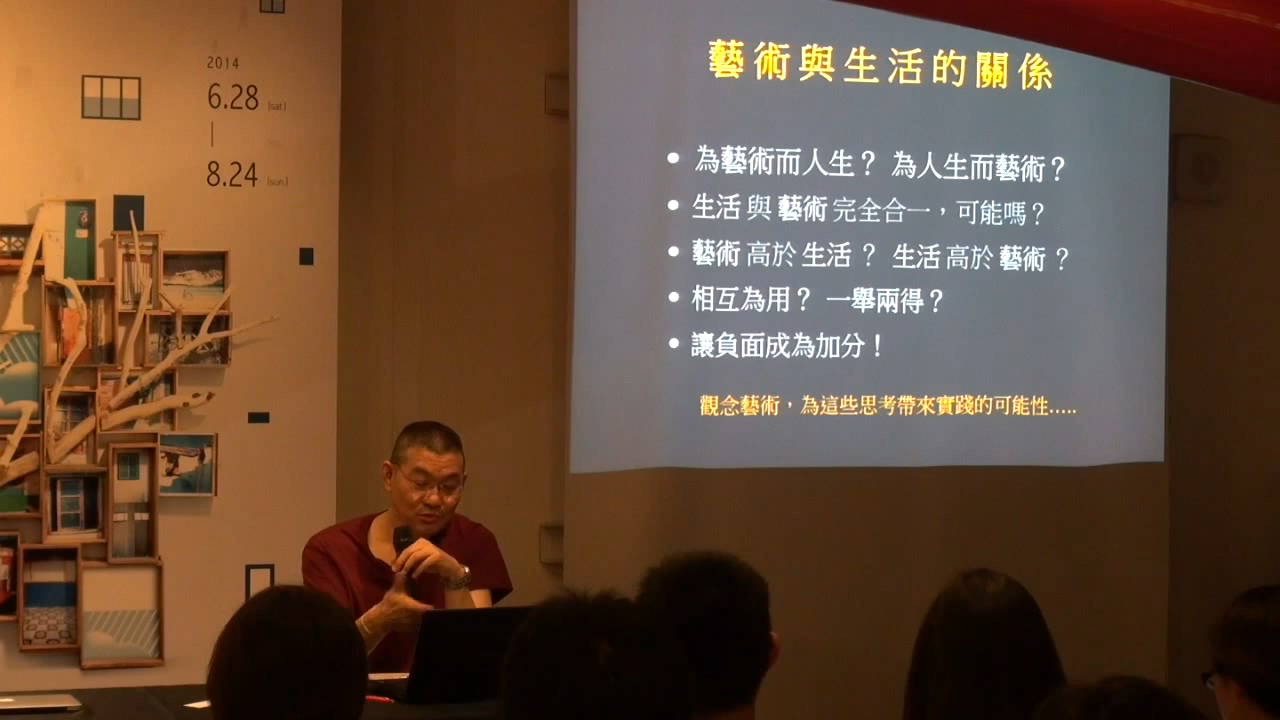 2014
6.28 [sat.]
8.24 [sun.]
藝術與生活的關係
• 為藝術而人生？ 為人生而藝術？
• 生活 與 藝術 完全合一，可能嗎？
• 藝術 高於 生活 ？ 生活 高於 藝術 ？
• 相互為用？ 一舉兩得？
• 讓負面成為加分！
觀念藝術，為這些思考帶來實踐的可能性.....